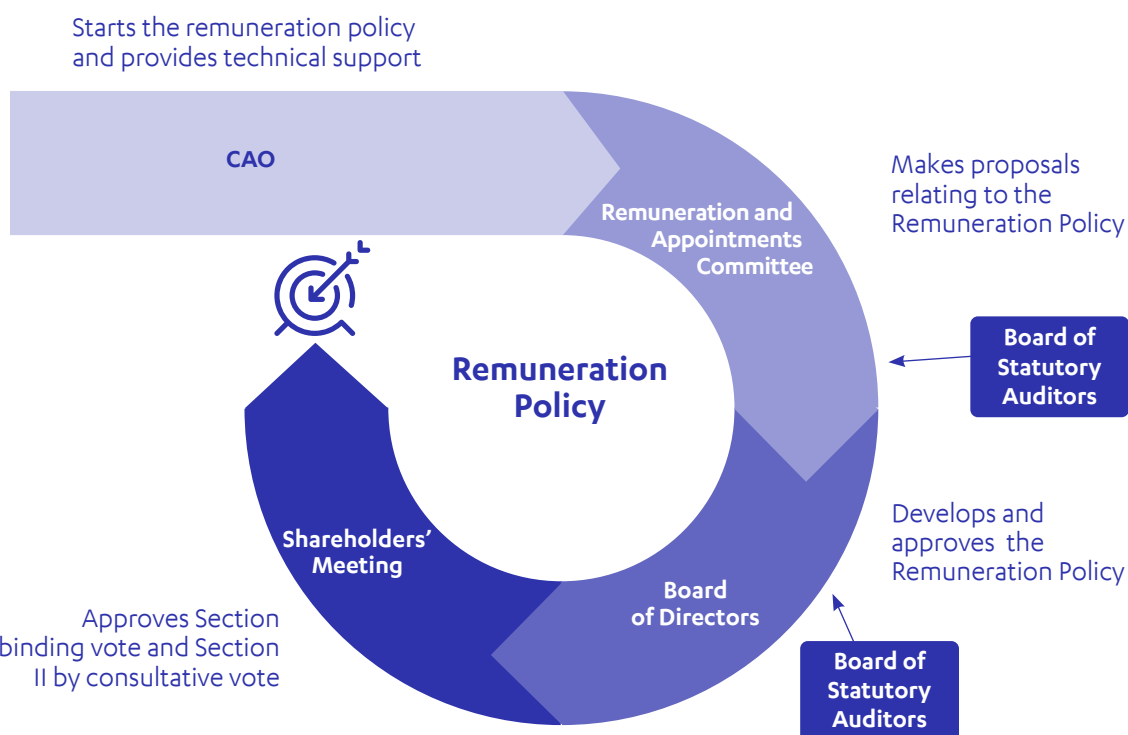 Starts the remuneration policy
and provides technical support
CAO
Remuneration and
Appointments
Committee
Makes proposals
relating to the
Remuneration Policy
Board of
Statutory
Auditors
Remuneration
Policy
Develops and
approves the
Remuneration Policy
Board
of Directors
Board of
Statutory
Auditors
Shareholders’
Meeting
Approves Section
binding vote and Section
II by consultative vote